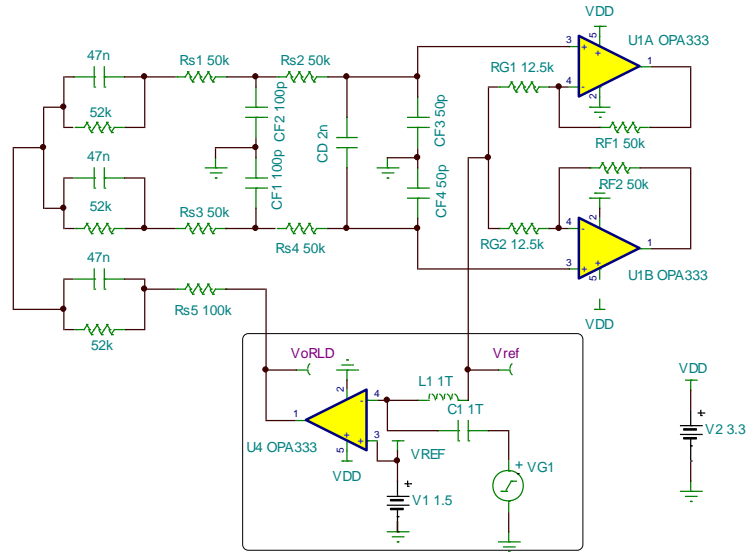 VDD
47n
Rs1 50k
Rs2 50k
3
5
U1A OPA333
+
RG1 12.5k
4
-
1
2
52k
CF2 100p
CF3 50p
RF1 50k
47n
CD 2n
CF1 100p
CF4 50p
RF2 50k
52k
Rs3 50k
Rs4 50k
RG2 12.5k
4
-
2
1
3
+
5
U1B OPA333
47n
VDD
Rs5 100k
52k
VoRLD
Vref
VDD
2
4
L1 1T
C1 1T
+
V2 3.3
1
-
U4 OPA333
+
3
5
VDD
VREF
+
V1 1.5
+
VG1